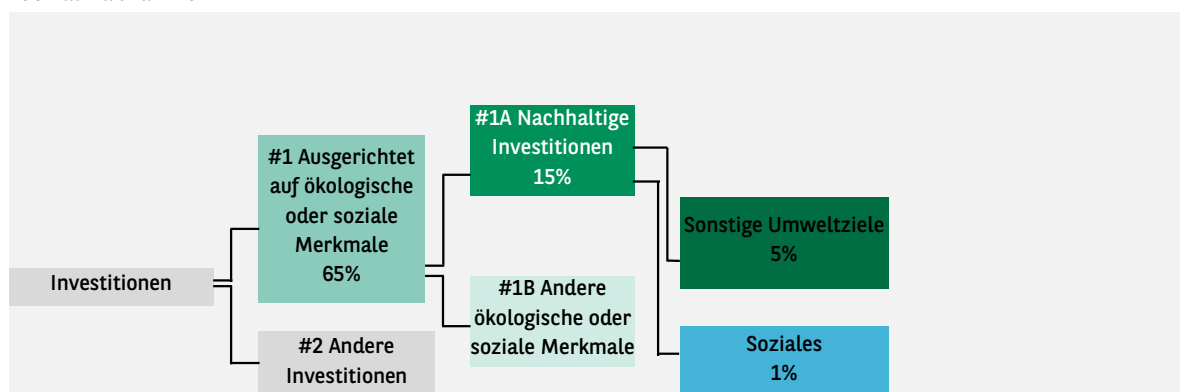 #1A Nachhaltige
Investitionen
15%
#1 Ausgerichtet
auf ökologische
oder soziale
Merkmale
65%
Sonstige Umweltziele
5%
Investitionen
#1B Andere
ökologische oder
soziale Merkmale
#2 Andere
Investitionen
Soziales
1%